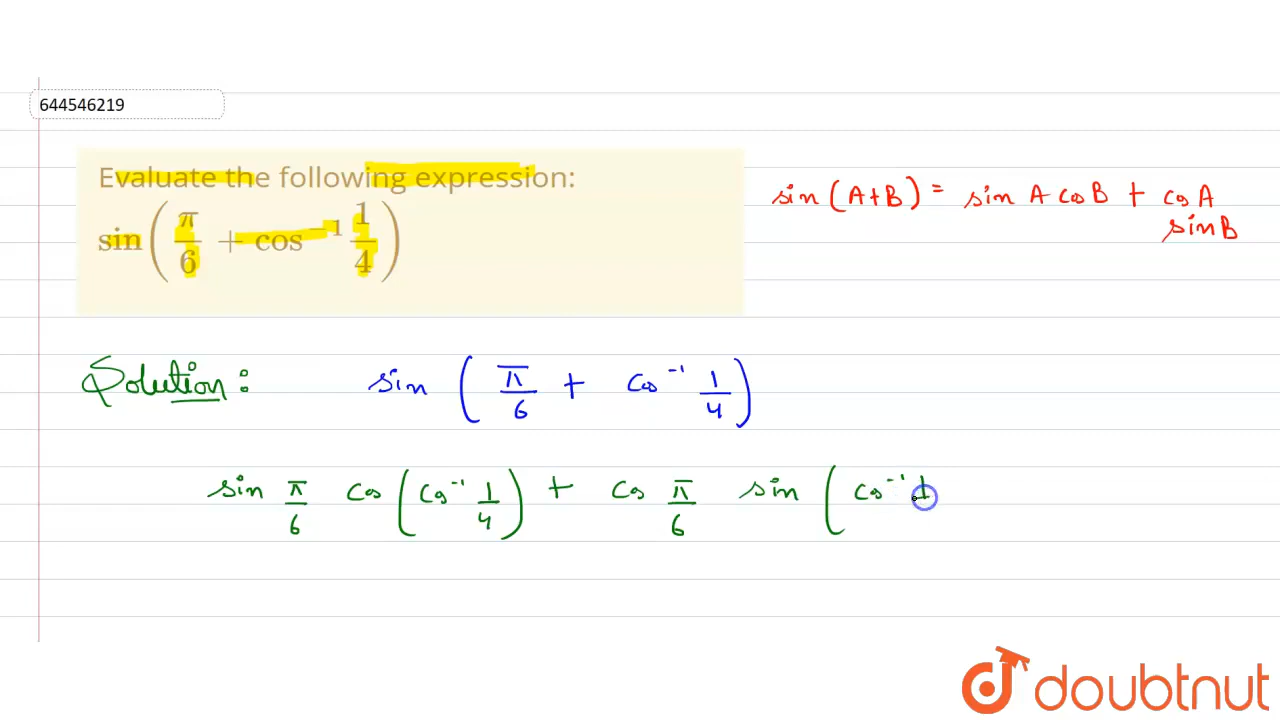 644546219
Evaluate the following expression:
sin(π/6 + cos⁻¹ 1/4)
sin (A+B) = sin A cos B + cos A
sin B
Solution : sin (π/6 + cos⁻¹ 1/4)
sin π/6 cos (cos⁻¹ 1/4) + cos π/6 sin (cos⁻¹ 1
doubtnut